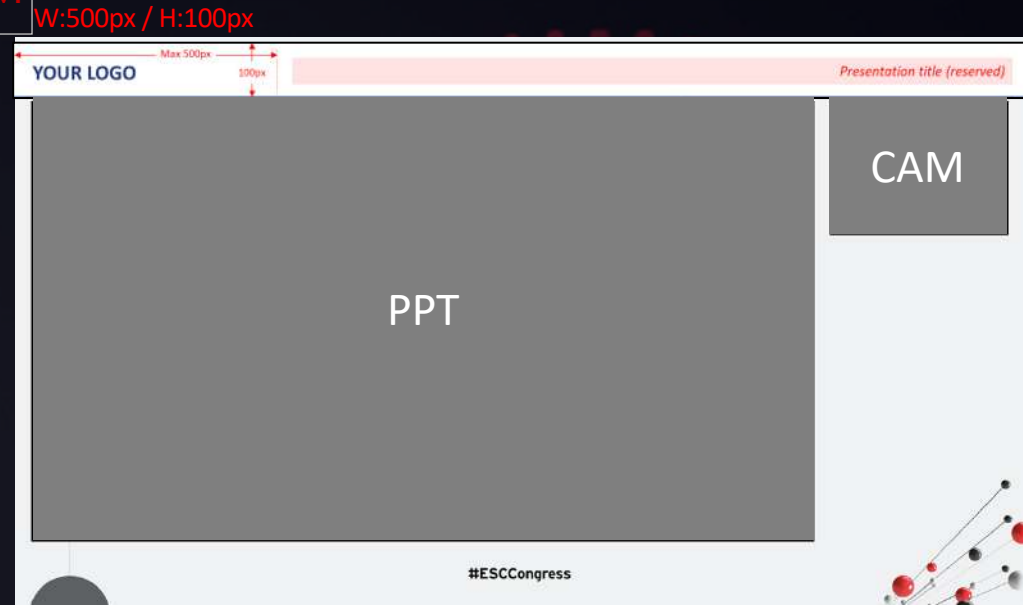 W:500px / H:100px
Max 500px
YOUR LOGO
100px
Presentation title (reserved)
CAM
PPT
#ESCCongress